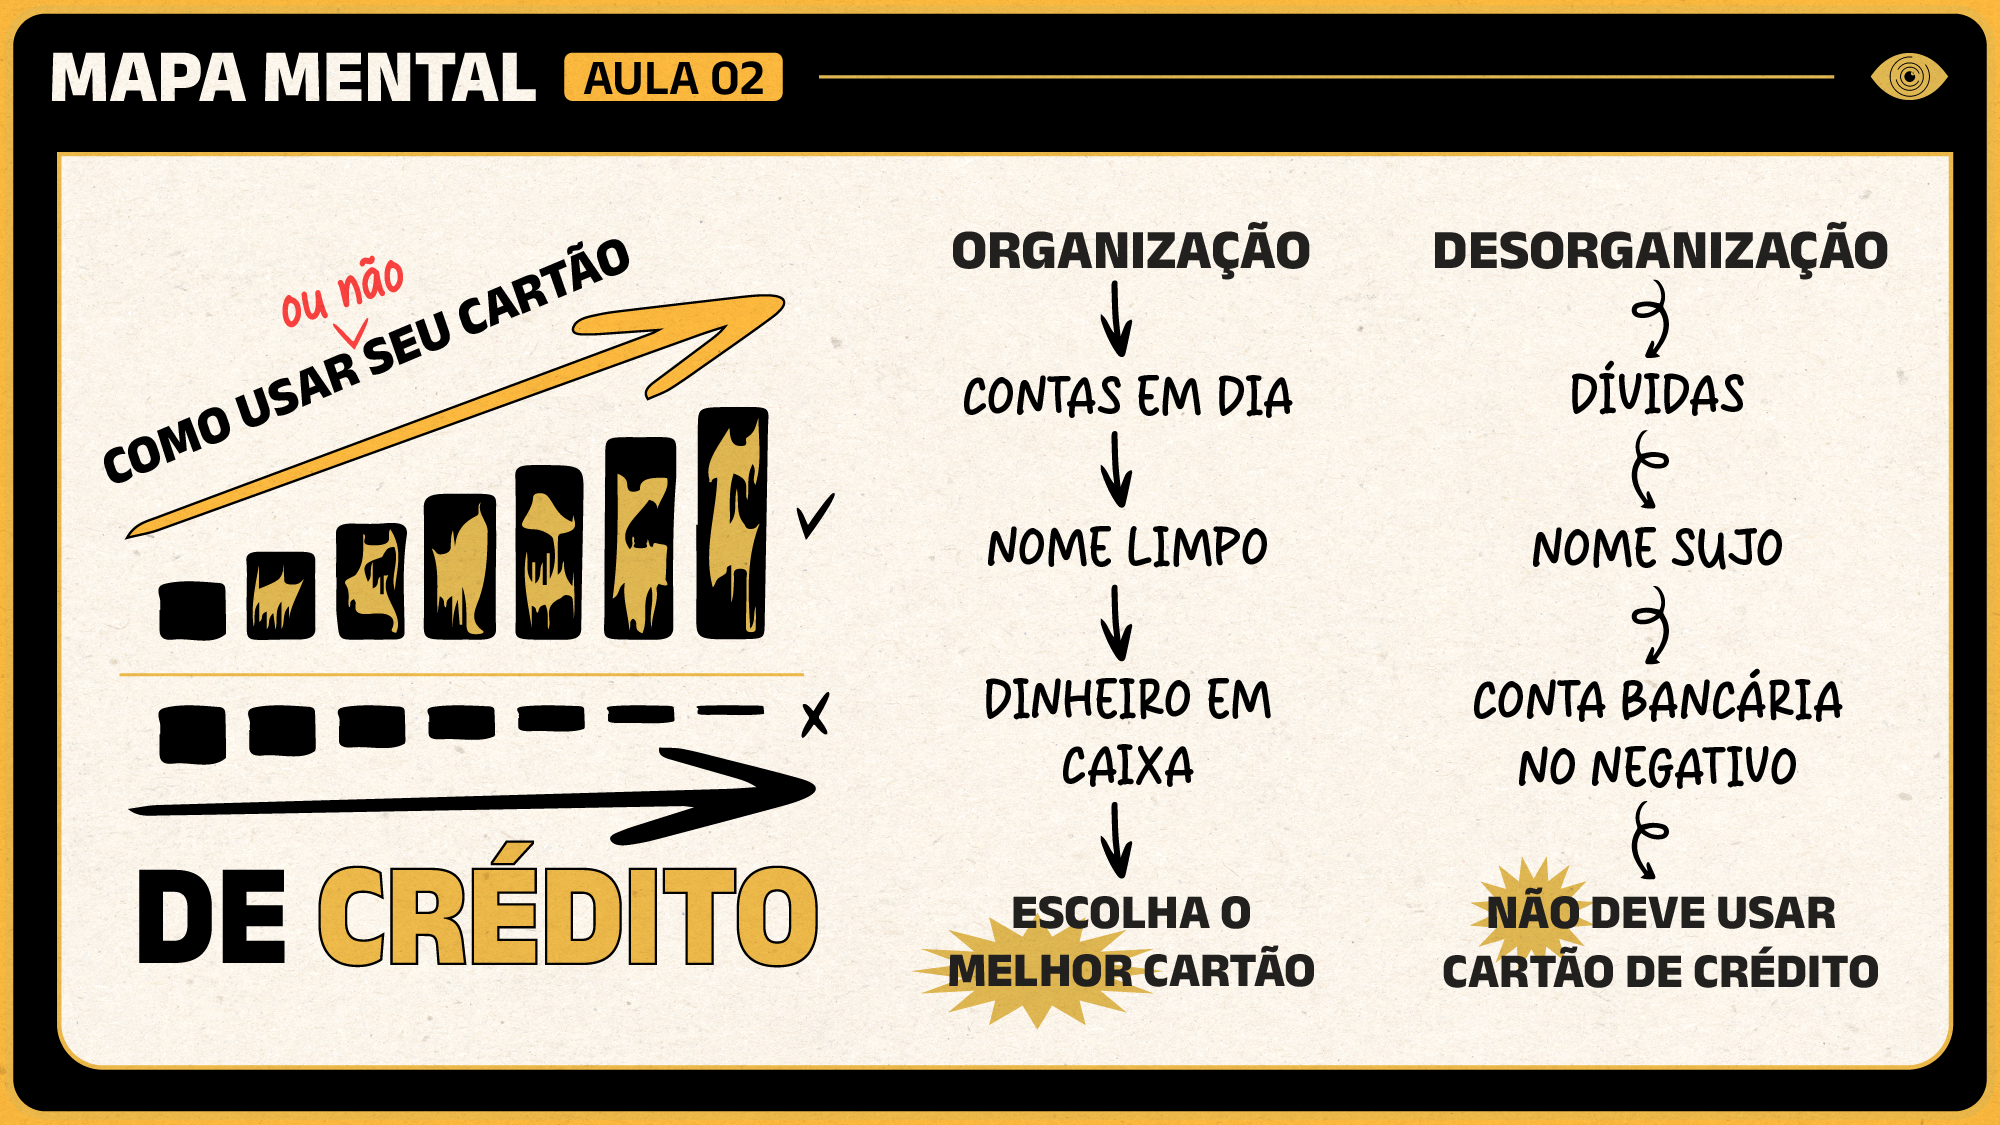 MAPA MENTAL
AULA 02
ou não
COMO USAR SEU CARTÃO
DE CRÉDITO
ORGANIZAÇÃO
CONTAS EM DIA
NOME LIMPO
DINHEIRO EM
CAIXA
ESCOLHA O
MELHOR CARTÃO
DESORGANIZAÇÃO
DÍVIDAS
NOME SUJO
CONTA BANCÁRIA
NO NEGATIVO
NÃO DEVE USAR
CARTÃO DE CRÉDITO